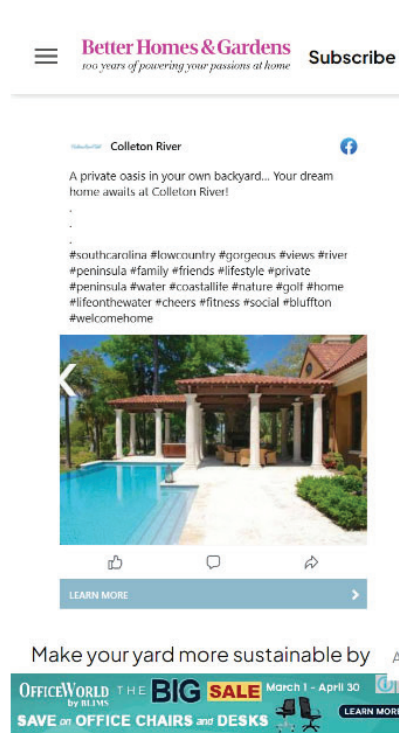 Better Homes & Gardens
100 years of powering your passions at home
Subscribe
Colleton River
A private oasis in your own backyard... Your dream
home awaits at Colleton River!
.
.
.
#southcarolina #lowcountry #gorgeous #views #river
#peninsula #family #friends #lifestyle #private
#peninsula #water #coastallife #nature #golf #home
#lifeonthewater #cheers #fitness #social #bluffton
#welcomehome
LEARN MORE
Make your yard more sustainable by
OFFICEWORLD THE BIG SALE March 1 - April 30
by BLIMS
SAVE on OFFICE CHAIRS and DESKS
LEARN MORE